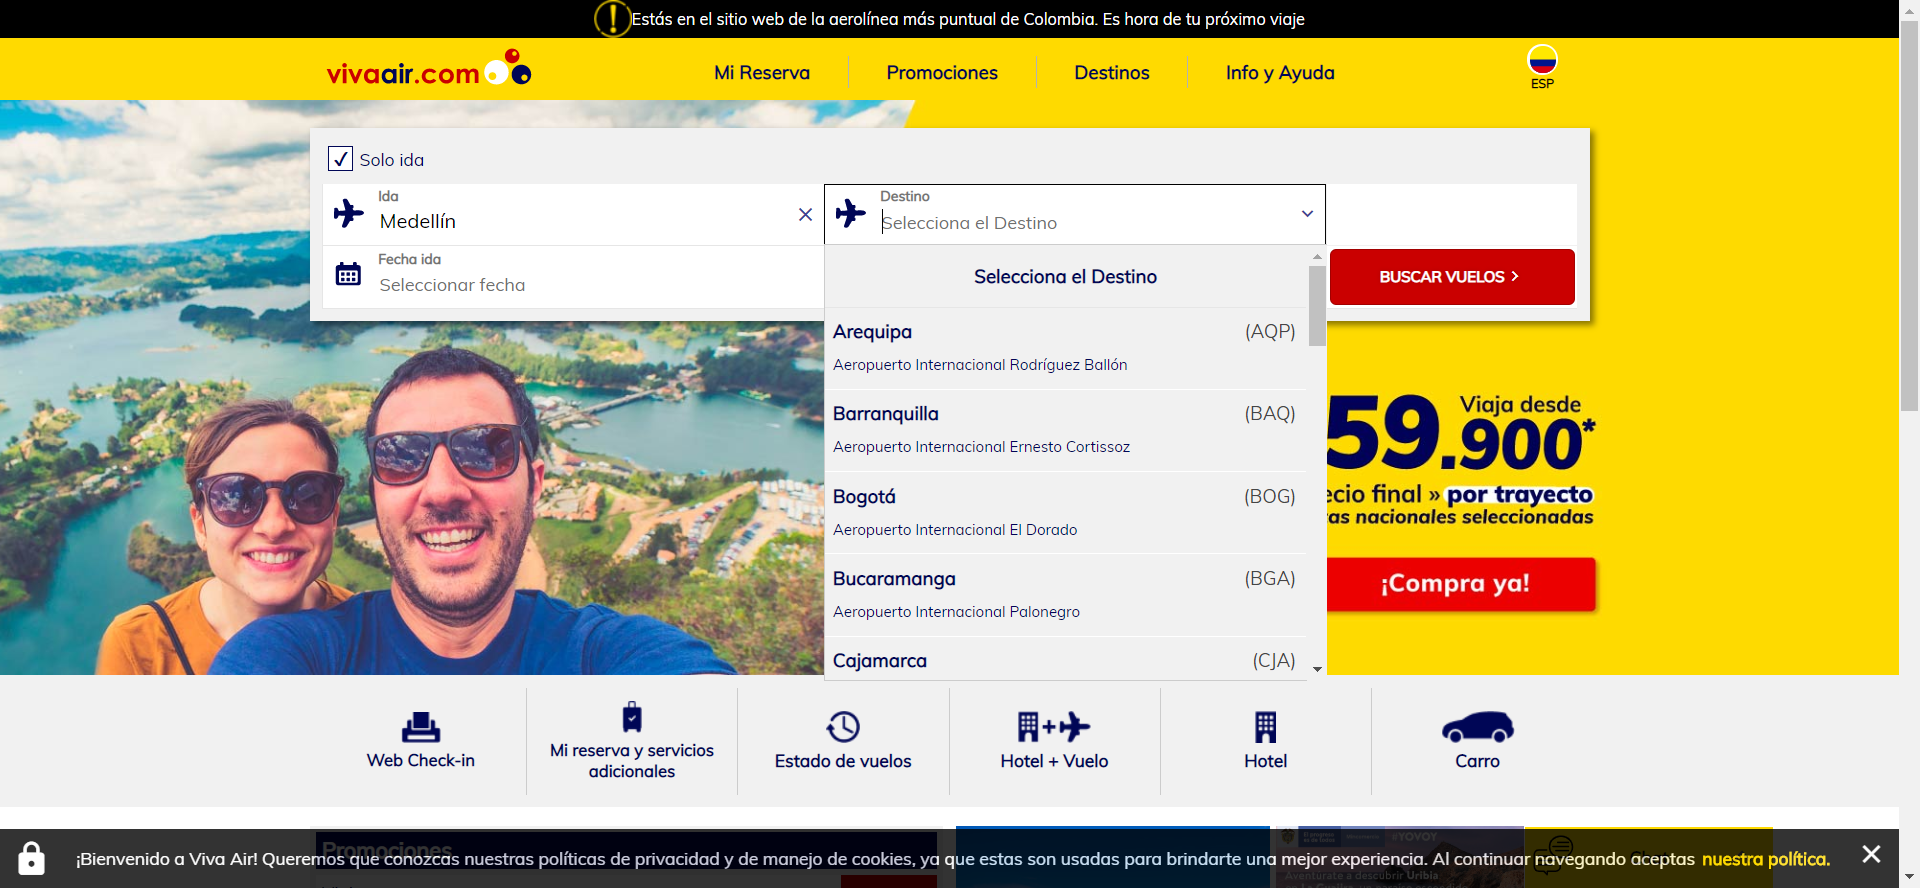 Estás en el sitio web de la aerolínea más puntual de Colombia. Es hora de tu próximo viaje
vivaair.com
Mi Reserva
Promociones
Destinos
Info y Ayuda
ESP
Solo ida
Ida
Medellín
Destino
Selecciona el Destino
Fecha ida
Seleccionar fecha
BUSCAR VUELOS
Selecciona el Destino
Arequipa (AQP)
Aeropuerto Internacional Rodríguez Ballón
Barranquilla (BAQ)
Aeropuerto Internacional Ernesto Cortissoz
Bogotá (BOG)
Aeropuerto Internacional El Dorado
Bucaramanga (BGA)
Aeropuerto Internacional Palonegro
Cajamarca (CJA)
Viaja desde
59.900*
ecio final » por trayecto
as nacionales seleccionadas
¡Compra ya!
Web Check-in
Mi reserva y servicios
adicionales
Estado de vuelos
Hotel + Vuelo
Hotel
Carro
Promociones
#YOVOY
¡Bienvenido a Viva Air! Queremos que conozcas nuestras políticas de privacidad y de manejo de cookies, ya que estas son usadas para brindarte una mejor experiencia. Al continuar navegando aceptas nuestra política.
Aventúrate a descubrir Uribia